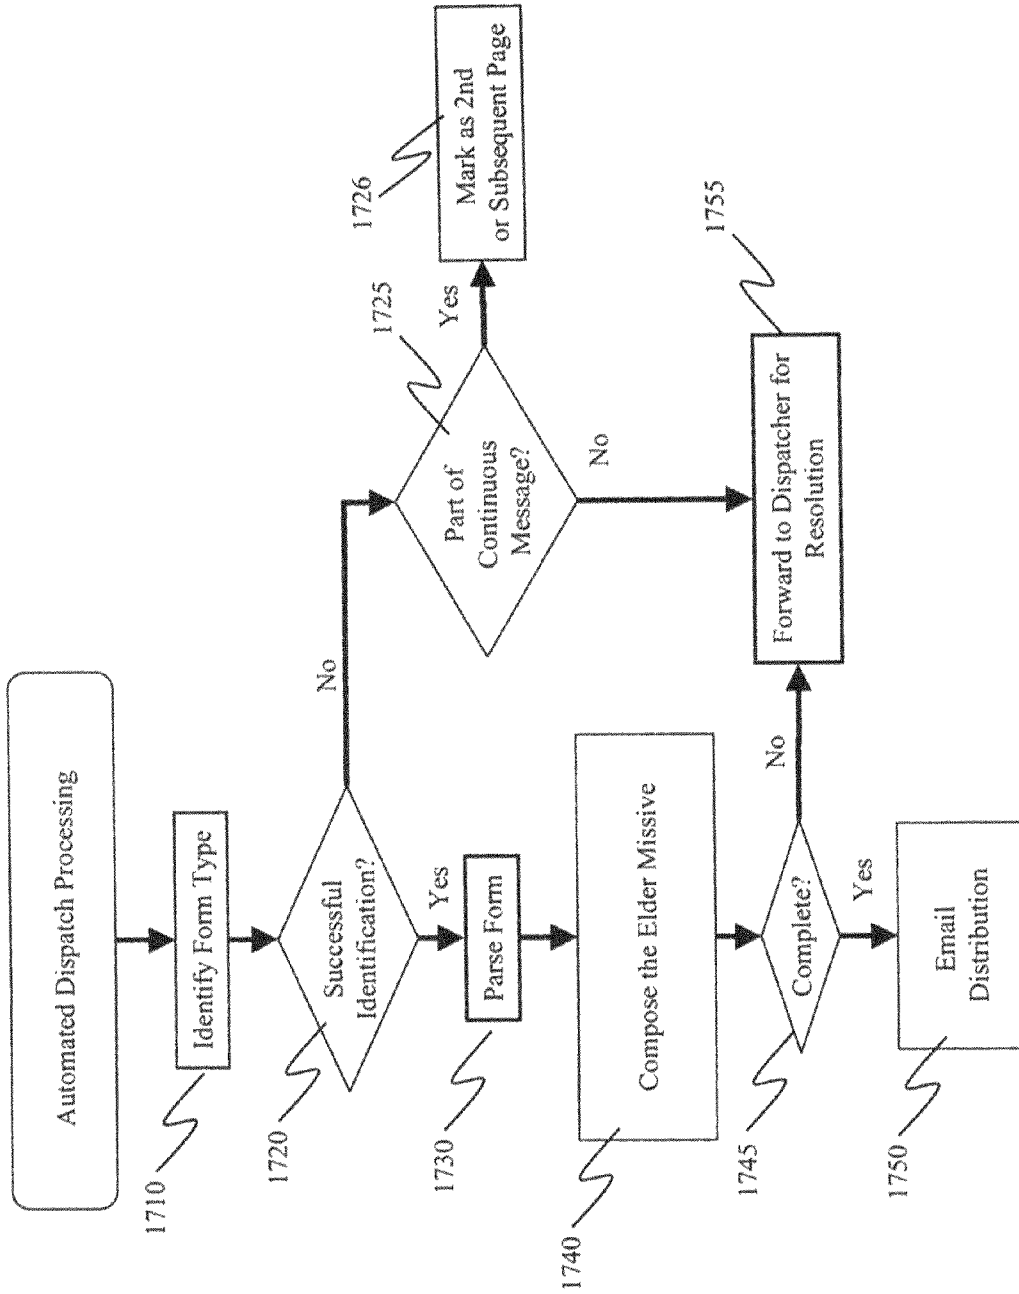 Automated Dispatch Processing
1710
Identify Form Type
1720
Successful
Identification?
No
Yes
1725
Part of
Continuous
Message?
Yes
1726
Mark as 2nd
or Subsequent Page
No
1730
Parse Form
1740
Compose the Elder Missive
1745
Complete?
No
1755
Forward to Dispatcher for
Resolution
Yes
1750
Email
Distribution